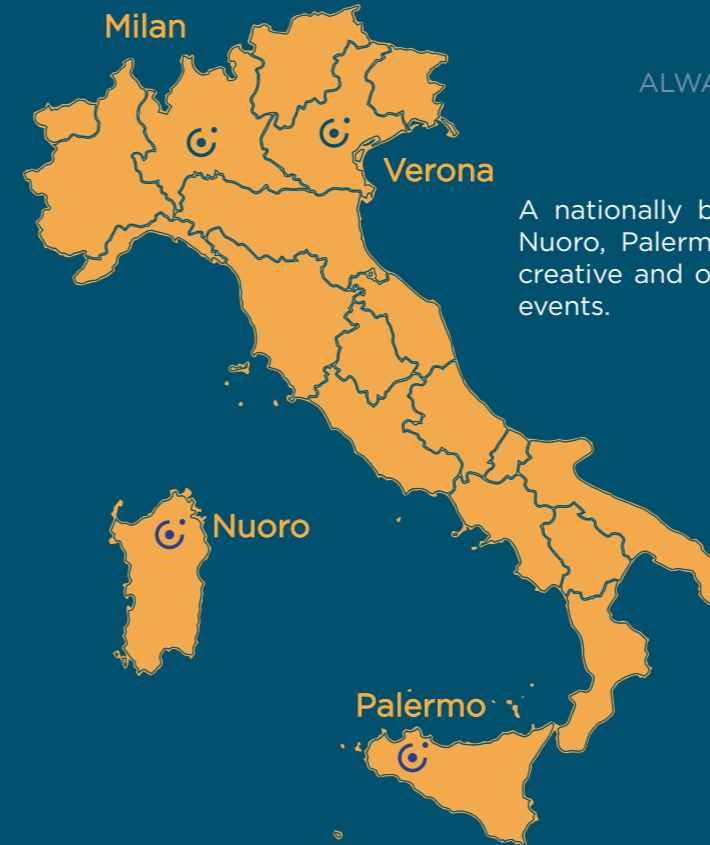 Milan
ALWA
Verona
A nationally b
Nuoro, Palerm
creative and o
events.
Nuoro
Palermo